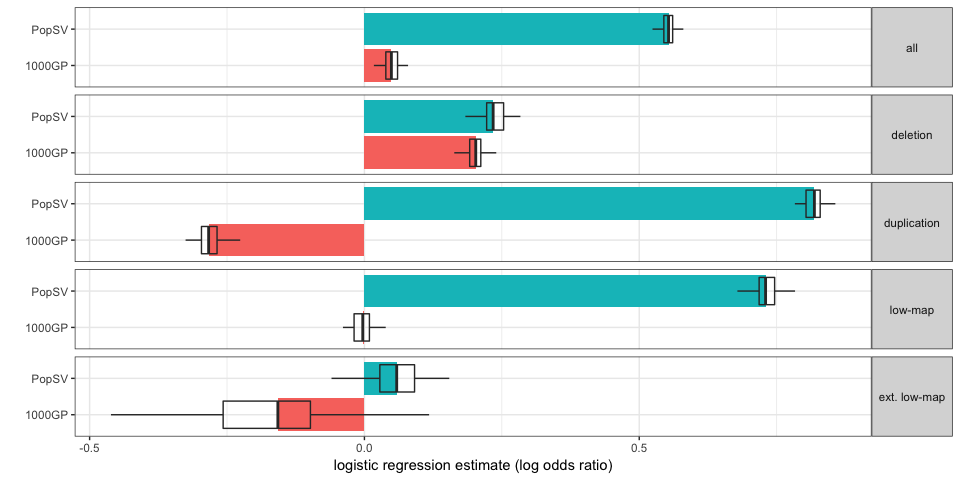 PopSV
1000GP
all
PopSV
1000GP
deletion
PopSV
1000GP
duplication
PopSV
1000GP
low-map
PopSV
1000GP
ext. low-map
-0.5 0.0 0.5
logistic regression estimate (log odds ratio)